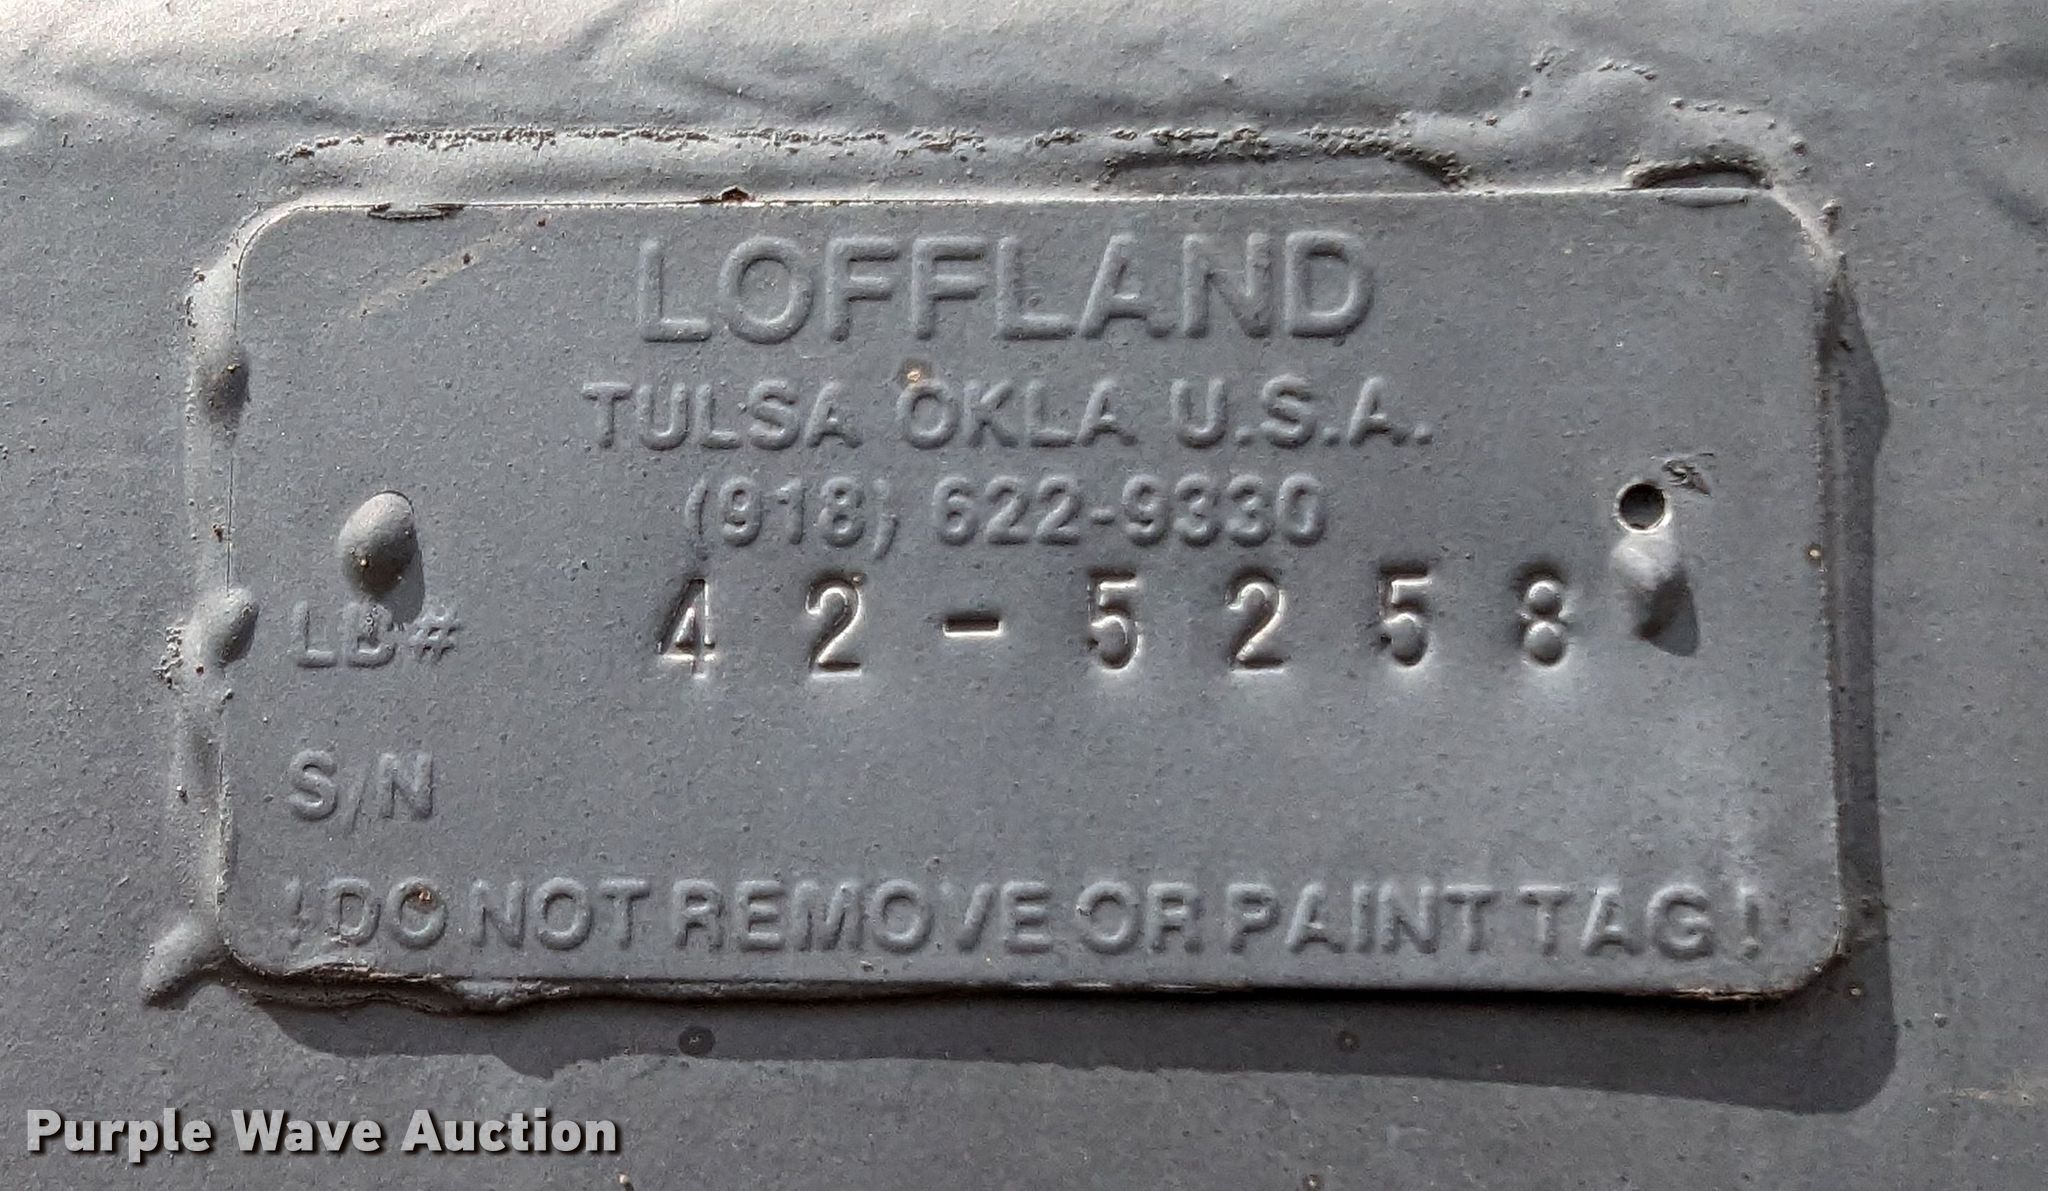 LOFFLAND
TULSA OKLA U.S.A.
(918) 622-9330
LB# 42-5258
S/N
! DO NOT REMOVE OR PAINT TAG !
Purple Wave Auction